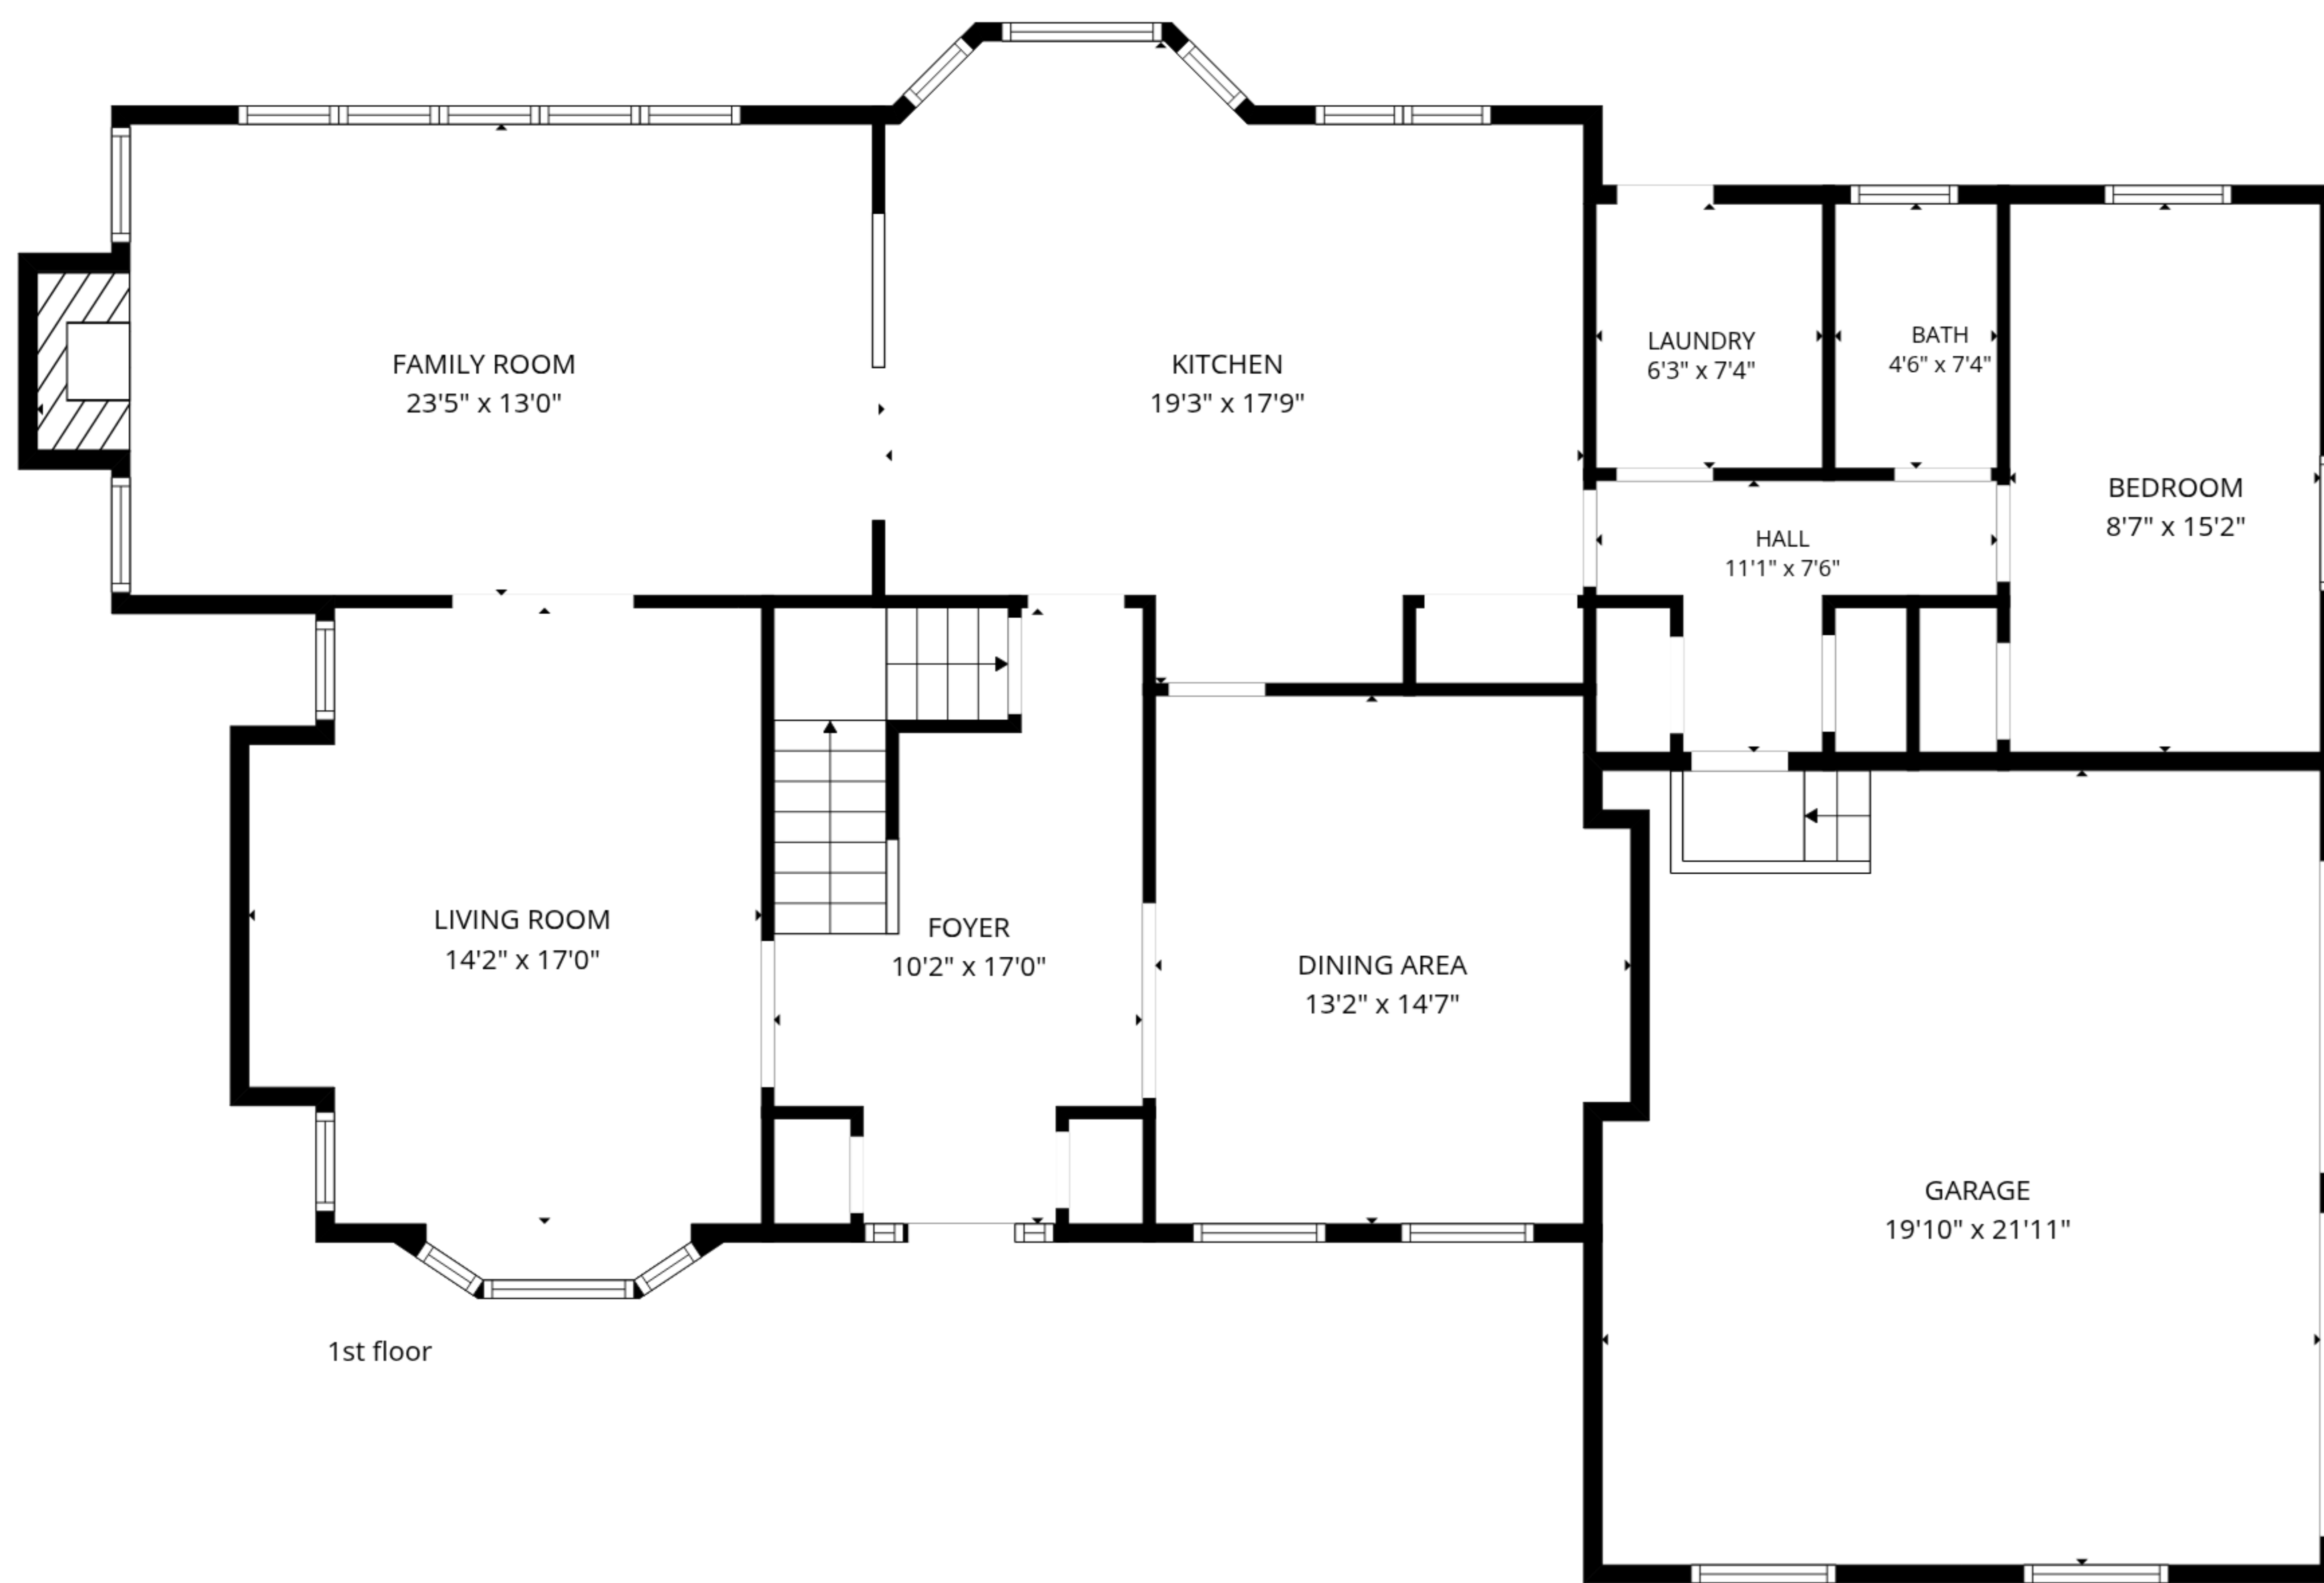 FAMILY ROOM
23'5" x 13'0"
KITCHEN
19'3" x 17'9"
LAUNDRY
6'3" x 7'4"
BATH
4'6" x 7'4"
BEDROOM
8'7" x 15'2"
HALL
11'1" x 7'6"
LIVING ROOM
14'2" x 17'0"
FOYER
10'2" x 17'0"
DINING AREA
13'2" x 14'7"
GARAGE
19'10" x 21'11"
1st floor